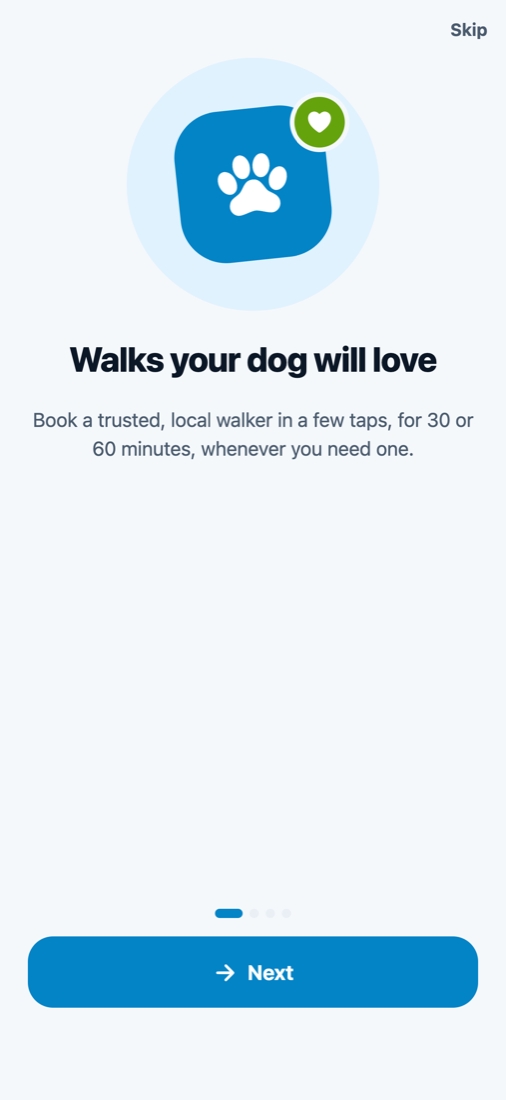 Skip
Walks your dog will love
Book a trusted, local walker in a few taps, for 30 or
60 minutes, whenever you need one.
Next